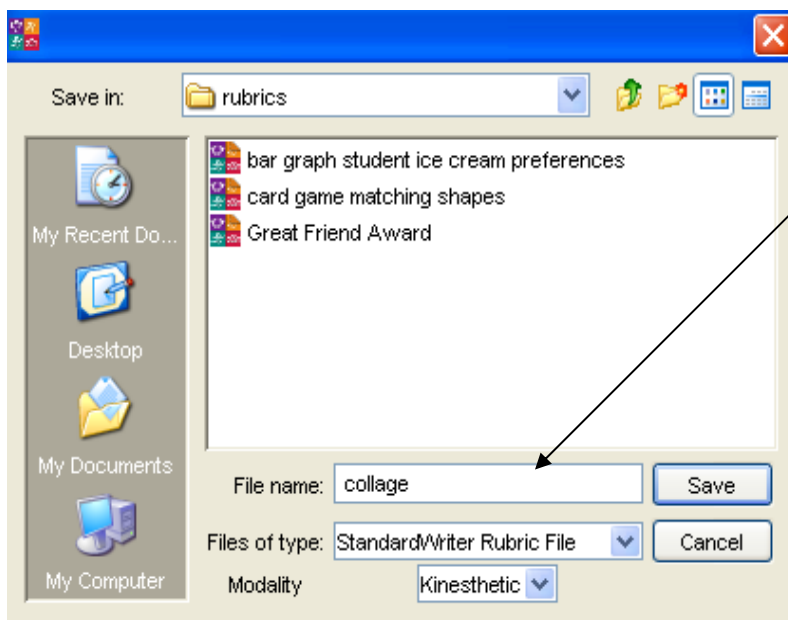 Save in: rubrics
bar graph student ice cream preferences
card game matching shapes
Great Friend Award
My Recent Do...
Desktop
My Documents
My Computer
File name: collage Save
Files of type: StandardWriter Rubric File Cancel
Modality Kinesthetic